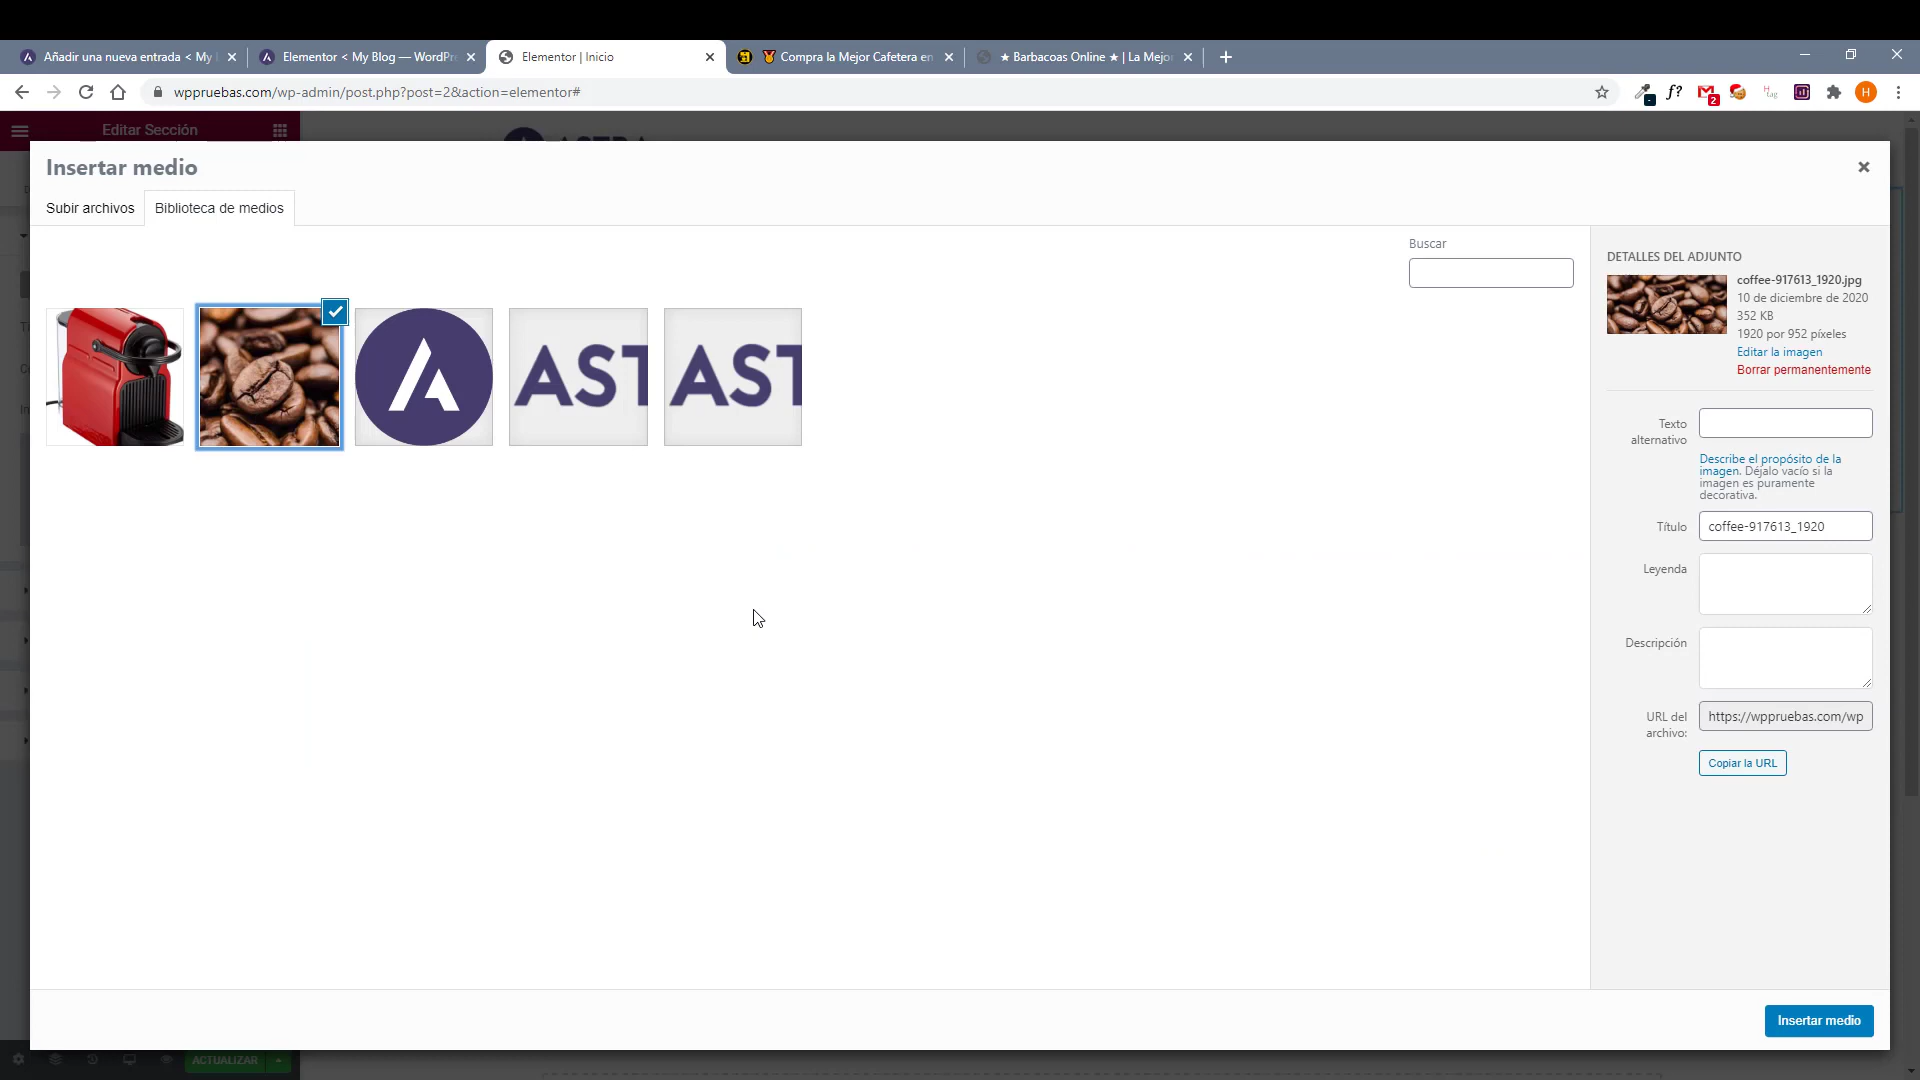 Añadir una nueva entrada < My
Elementor < My Blog — WordPr
Elementor | Inicio
Compra la Mejor Cafetera en
★ Barbacoas Online ★ | La Mejo
wppruebas.com/wp-admin/post.php?post=2&action=elementor#
f?
2
H
Editar Sección
ASTRA
Insertar medio
Subir archivos
Biblioteca de medios
Buscar
AST
AST
DETALLES DEL ADJUNTO
coffee-917613_1920.jpg
10 de diciembre de 2020
352 KB
1920 por 952 píxeles
Editar la imagen
Borrar permanentemente
Texto alternativo
Describe el propósito de la
imagen. Déjalo vacío si la
imagen es puramente
decorativa.
Título
coffee-917613_1920
Leyenda
Descripción
URL del archivo:
https://wppruebas.com/wp
Copiar la URL
Insertar medio
ACTUALIZAR